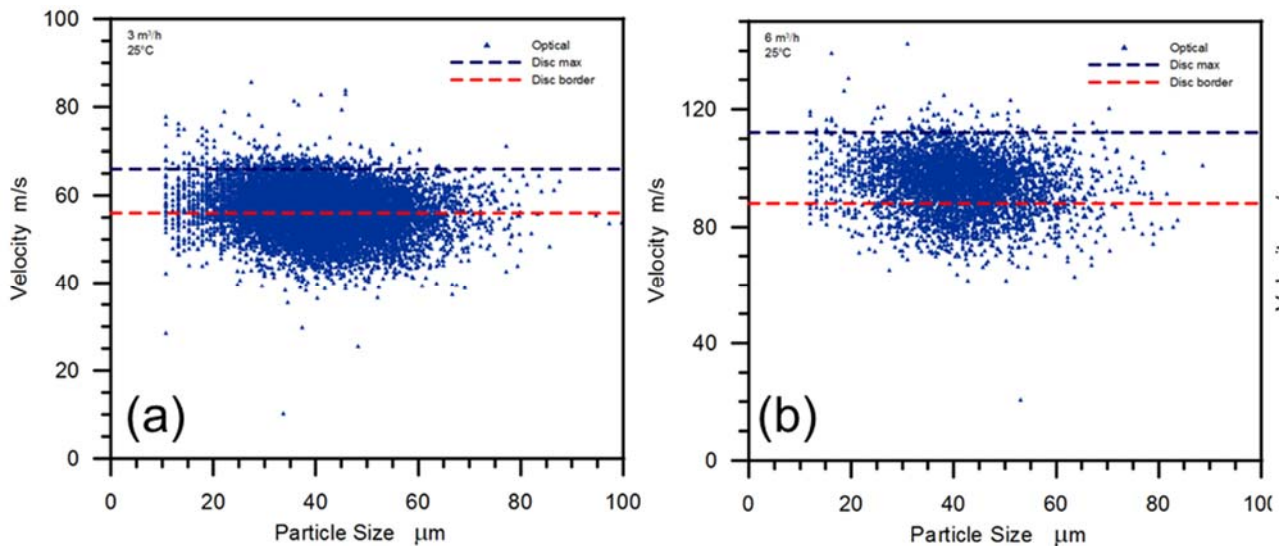 3 m³/h
25°C
Optical
Disc max
Disc border
100
80
60
40
20
0
Velocity m/s
(a)
0 20 40 60 80 100
Particle Size μm
6 m³/h
25°C
Optical
Disc max
Disc border
120
80
40
0
Velocity m/s
(b)
0 20 40 60 80 100
Particle Size μm